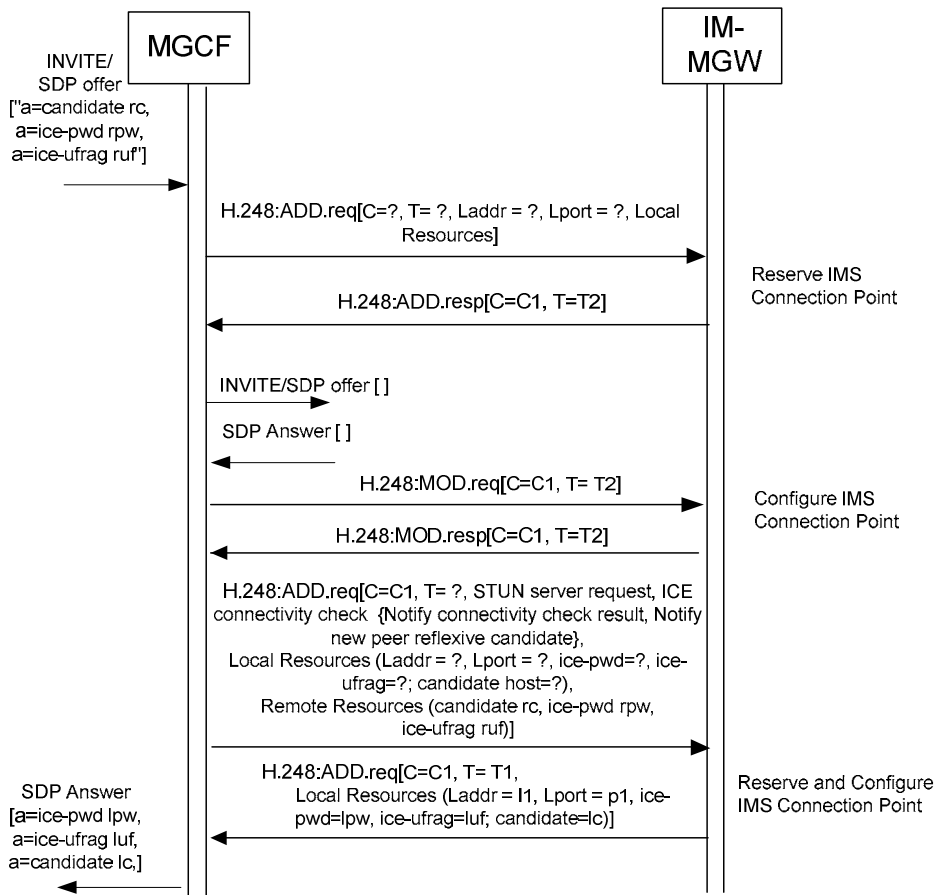 MGCF
IM-
MGW
INVITE/
SDP offer
["a=candidate rc,
a=ice-pwd rpw,
a=ice-ufrag ruf"]
H.248:ADD.req[C=?, T= ?, Laddr = ?, Lport = ?, Local
Resources]
Reserve IMS
Connection Point
H.248:ADD.resp[C=C1, T=T2]
INVITE/SDP offer [ ]
SDP Answer [ ]
H.248:MOD.req[C=C1, T= T2]
Configure IMS
Connection Point
H.248:MOD.resp[C=C1, T=T2]
H.248:ADD.req[C=C1, T= ?, STUN server request, ICE
connectivity check {Notify connectivity check result, Notify
new peer reflexive candidate},
Local Resources (Laddr = ?, Lport = ?, ice-pwd=?, ice-
ufrag=?; candidate host=?),
Remote Resources (candidate rc, ice-pwd rpw,
ice-ufrag ruf)]
H.248:ADD.req[C=C1, T= T1,
Local Resources (Laddr = l1, Lport = p1, ice-
pwd=lpw, ice-ufrag=luf; candidate=lc)]
Reserve and Configure
IMS Connection Point
SDP Answer
[a=ice-pwd lpw,
a=ice-ufrag luf,
a=candidate lc,]